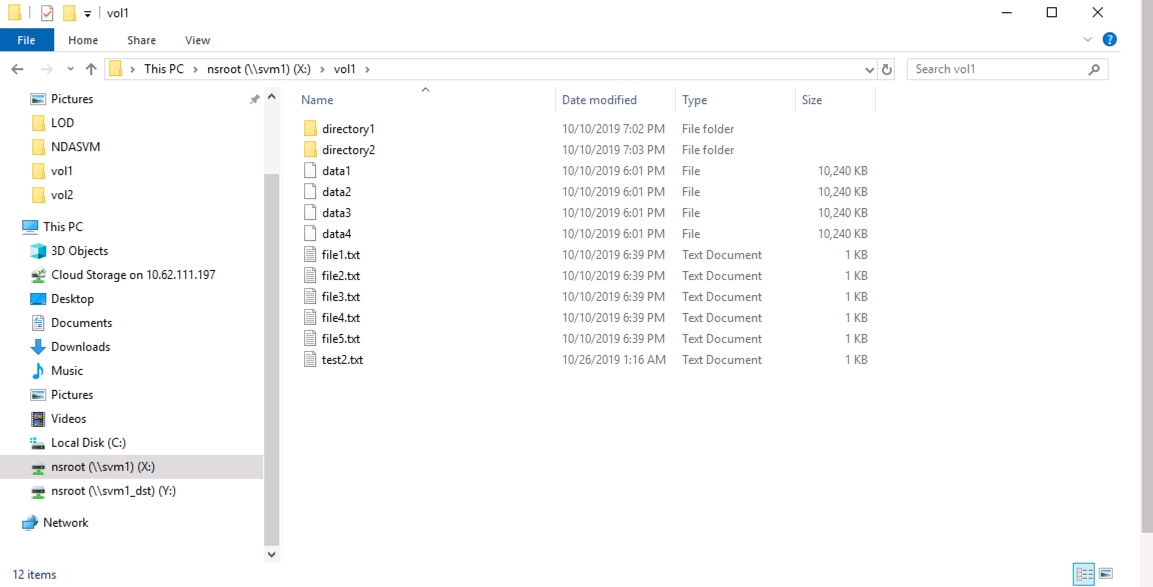 vol1
File Home Share View
This PC nsroot (\\svm1) (X:) vol1
Search vol1
Pictures
LOD
NDASVM
vol1
vol2
This PC
3D Objects
Cloud Storage on 10.62.111.197
Desktop
Documents
Downloads
Music
Pictures
Videos
Local Disk (C:)
nsroot (\\svm1) (X:)
nsroot (\\svm1_dst) (Y:)
Network
Name Date modified Type Size
directory1 10/10/2019 7:02 PM File folder
directory2 10/10/2019 7:03 PM File folder
data1 10/10/2019 6:01 PM File 10,240 KB
data2 10/10/2019 6:01 PM File 10,240 KB
data3 10/10/2019 6:01 PM File 10,240 KB
data4 10/10/2019 6:01 PM File 10,240 KB
file1.txt 10/10/2019 6:39 PM Text Document 1 KB
file2.txt 10/10/2019 6:39 PM Text Document 1 KB
file3.txt 10/10/2019 6:39 PM Text Document 1 KB
file4.txt 10/10/2019 6:39 PM Text Document 1 KB
file5.txt 10/10/2019 6:39 PM Text Document 1 KB
test2.txt 10/26/2019 1:16 AM Text Document 1 KB
12 items